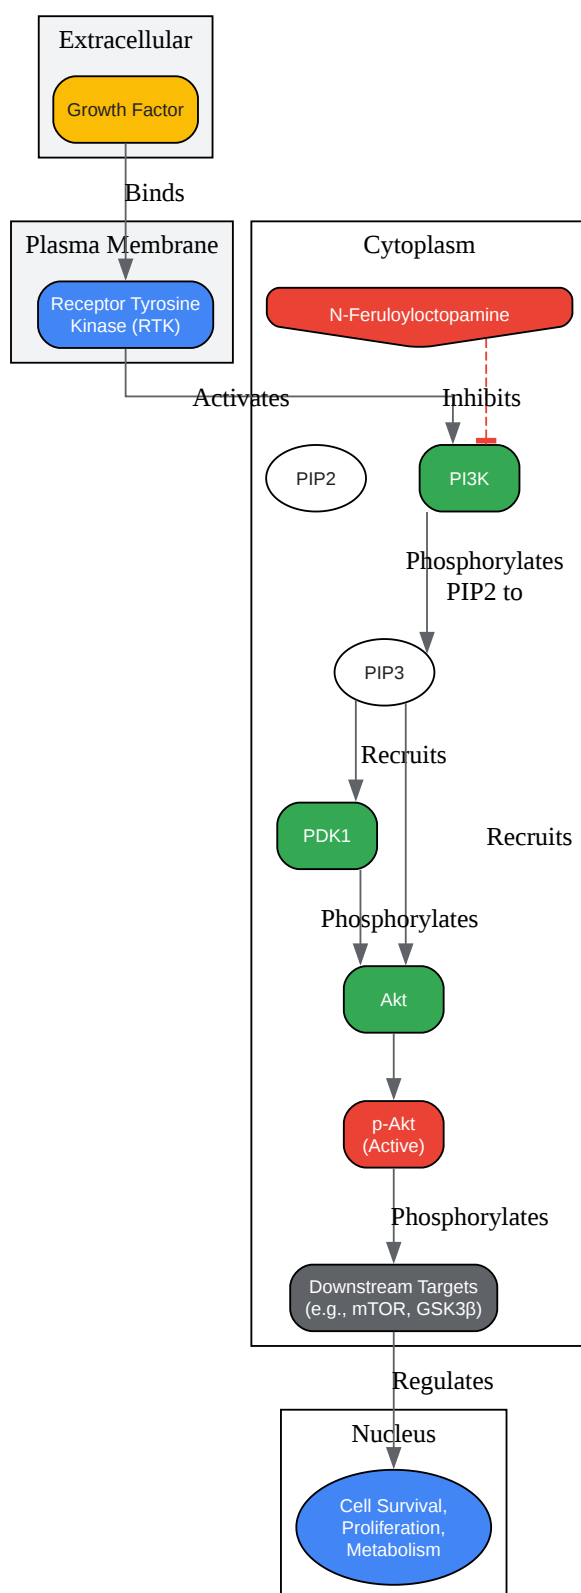 Extracellular
Growth Factor
Binds
Plasma Membrane
Receptor Tyrosine
Kinase (RTK)
Cytoplasm
N-Feruloyloctopamine
Activates
Inhibits
PIP2
PI3K
Phosphorylates
PIP2 to
PIP3
Recruits
PDK1
Recruits
Phosphorylates
Akt
p-Akt
(Active)
Phosphorylates
Downstream Targets
(e.g., mTOR, GSK3β)
Regulates
Nucleus
Cell Survival,
Proliferation,
Metabolism